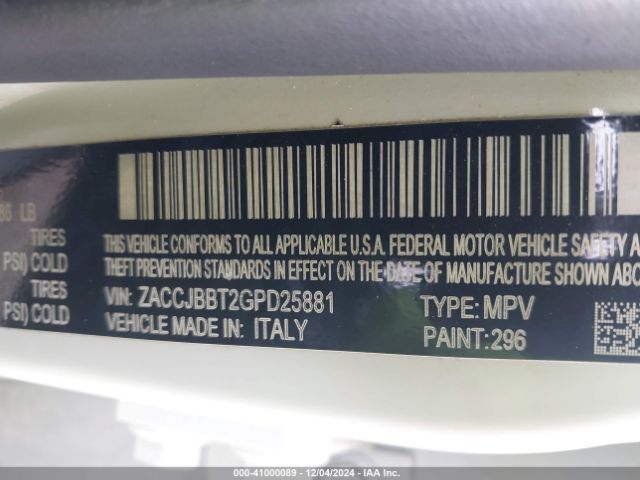 86 LB
TIRES
PSI) COLD
TIRES
PSI) COLD
THIS VEHICLE CONFORMS TO ALL APPLICABLE U.S.A. FEDERAL MOTOR VEHICLE SAFETY A
THEFT PREVENTION STANDARDS IN EFFECT ON THE DATE OF MANUFACTURE SHOWN ABO
VIN: ZACCJBBT2GPD25881 TYPE: MPV
VEHICLE MADE IN: ITALY PAINT:296
000-41000089 - 12/04/2024 - IAA Inc.